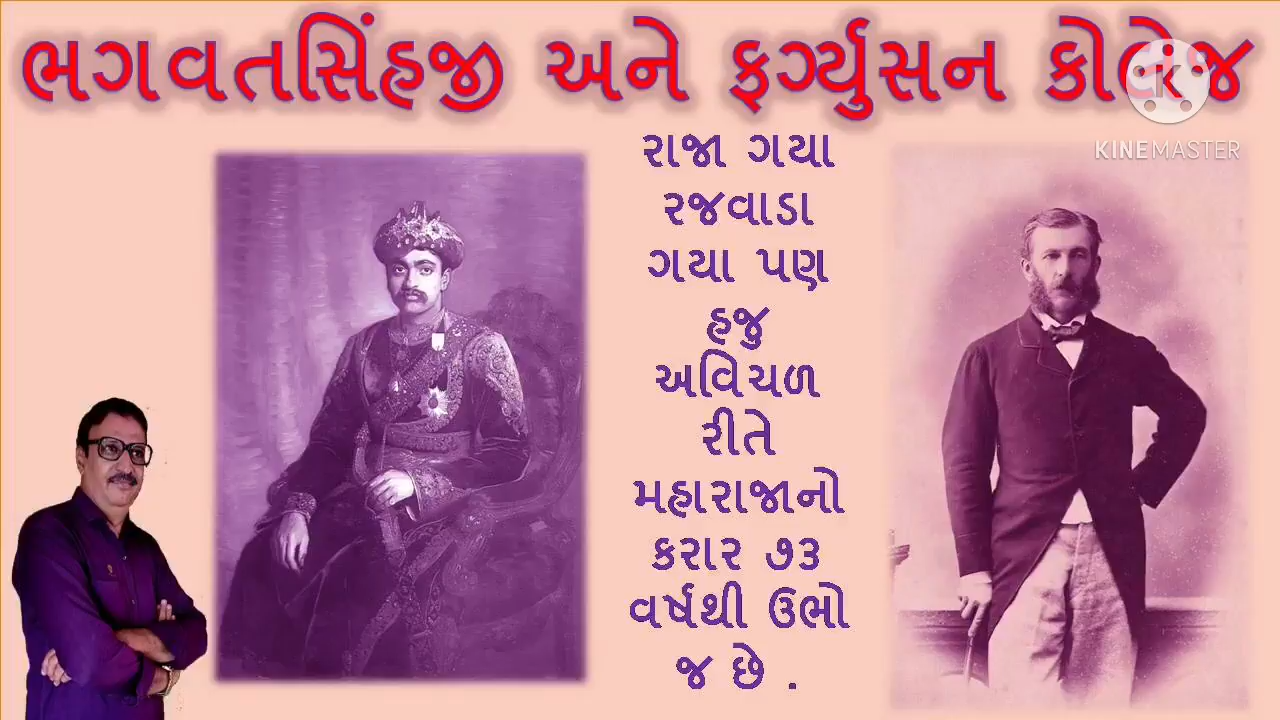 ભગવતસિંહજી અને ફર્ગ્યુસન કોલેજ
K
KINEMASTER
રાજા ગયા
રજવાડા
ગયા પણ
હજુ
અવિચળ
રીતે
મહારાજાનો
કરાર ૭૩
વર્ષથી ઉભો
જ છે .